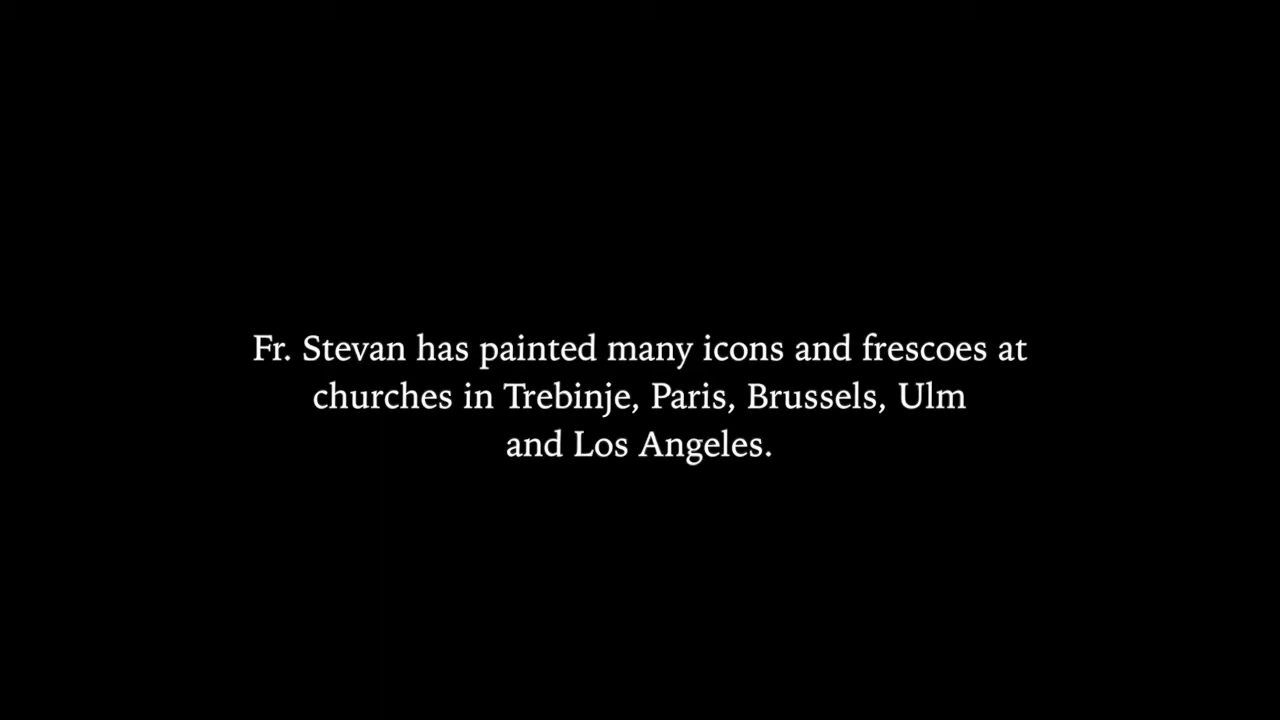 Fr. Stevan has painted many icons and frescoes at
churches in Trebinje, Paris, Brussels, Ulm
and Los Angeles.